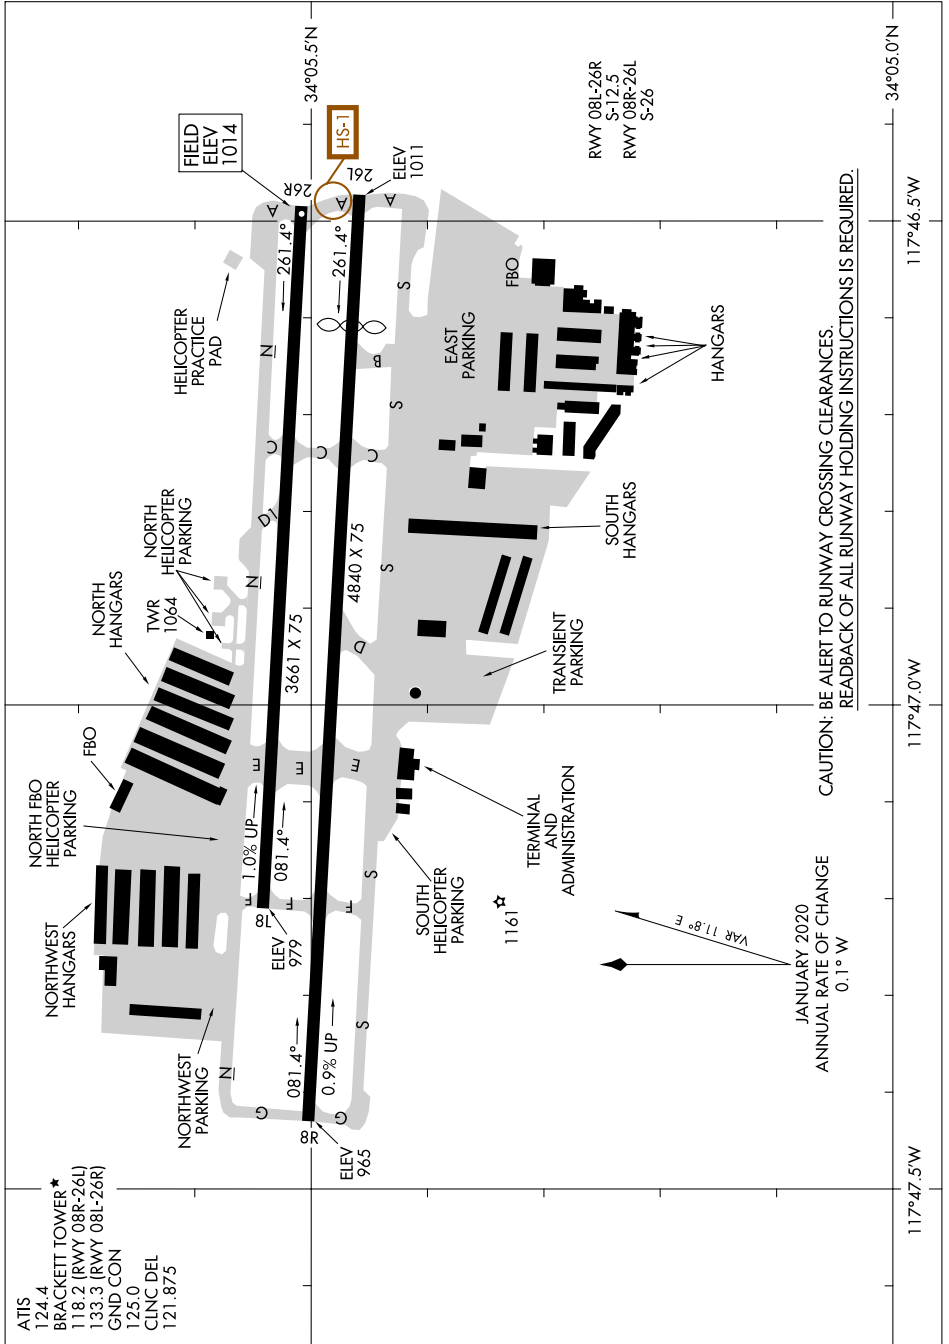 ATIS
124.4
BRACKETT TOWER★
118.2 (RWY 08R-26L)
133.3 (RWY 08L-26R)
GND CON
125.0
CLNC DEL
121.875
NORTHWEST
HANGARS
NORTH FBO
HELICOPTER
PARKING
FBO
NORTH
HANGARS
TWR
1064
NORTH
HELICOPTER
PARKING
HELICOPTER
PRACTICE
PAD
FIELD
ELEV
1014
HS-1
NORTHWEST
PARKING
N
N
N
G
G
F
F
F
E
E
E
D1
D
C
C
C
B
A
A
A
S
S
S
S
S
8L
26R
8R
26L
ELEV
979
1.0% UP
081.4°
3661 X 75
261.4°
ELEV
965
081.4°
0.9% UP
4840 X 75
261.4°
ELEV
1011
SOUTH
HELICOPTER
PARKING
1161
TERMINAL
AND
ADMINISTRATION
TRANSIENT
PARKING
SOUTH
HANGARS
EAST
PARKING
FBO
HANGARS
RWY 08L-26R
S-12.5
RWY 08R-26L
S-26
VAR 11.8° E
JANUARY 2020
ANNUAL RATE OF CHANGE
0.1° W
CAUTION: BE ALERT TO RUNWAY CROSSING CLEARANCES.
READBACK OF ALL RUNWAY HOLDING INSTRUCTIONS IS REQUIRED.
34°05.5'N
34°05.0'N
117°47.5'W
117°47.0'W
117°46.5'W